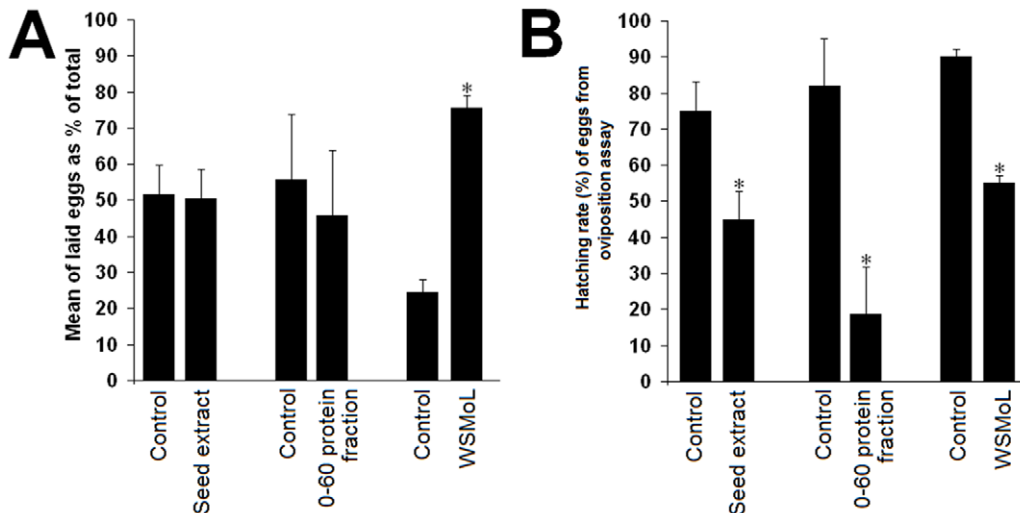 A
Mean of laid eggs as % of total
100
90
80
70
60
50
40
30
20
10
0
*
Control
Seed extract
Control
0-60 protein
fraction
Control
WSMoL
B
Hatching rate (%) of eggs from
oviposition assay
100
90
80
70
60
50
40
30
20
10
0
*
*
*
Control
Seed extract
Control
0-60 protein
fraction
Control
WSMoL